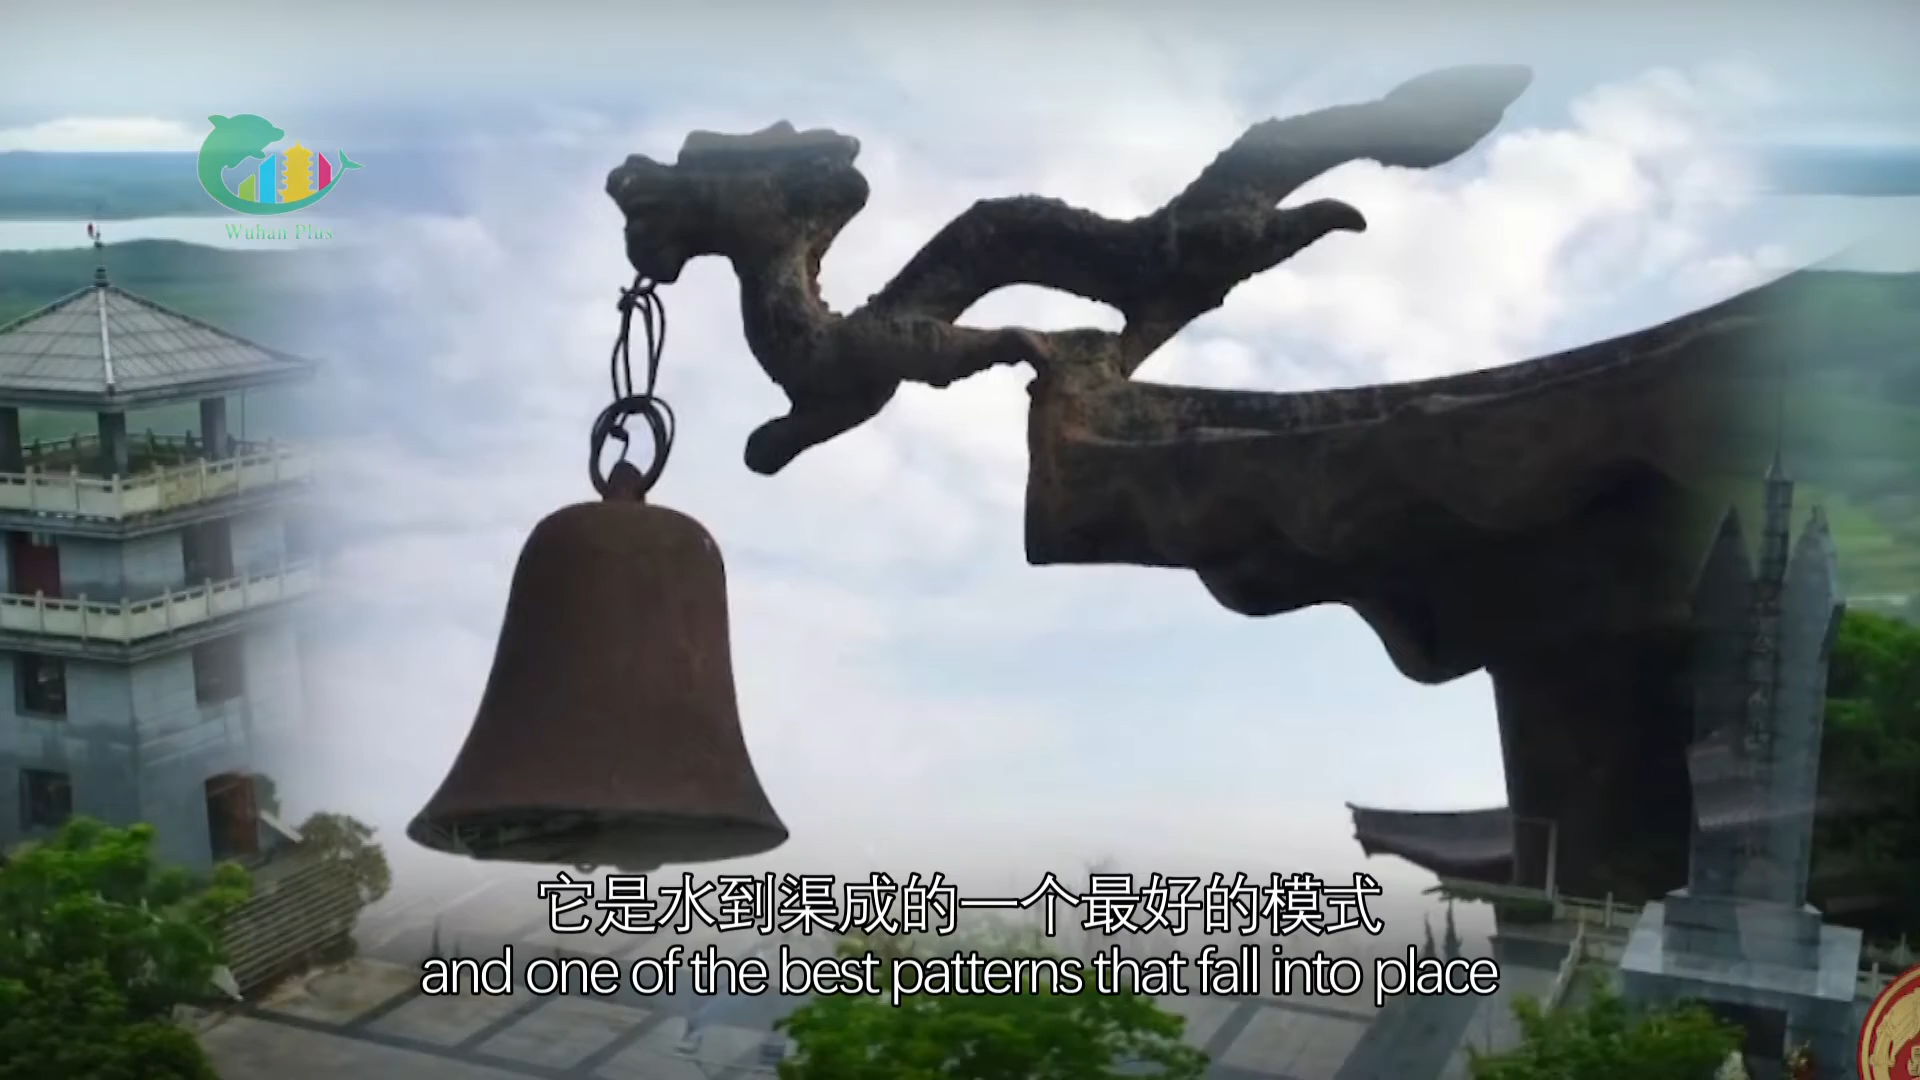 Wuhan Plus
它是水到渠成的一个最好的模式
and one of the best patterns that fall into place